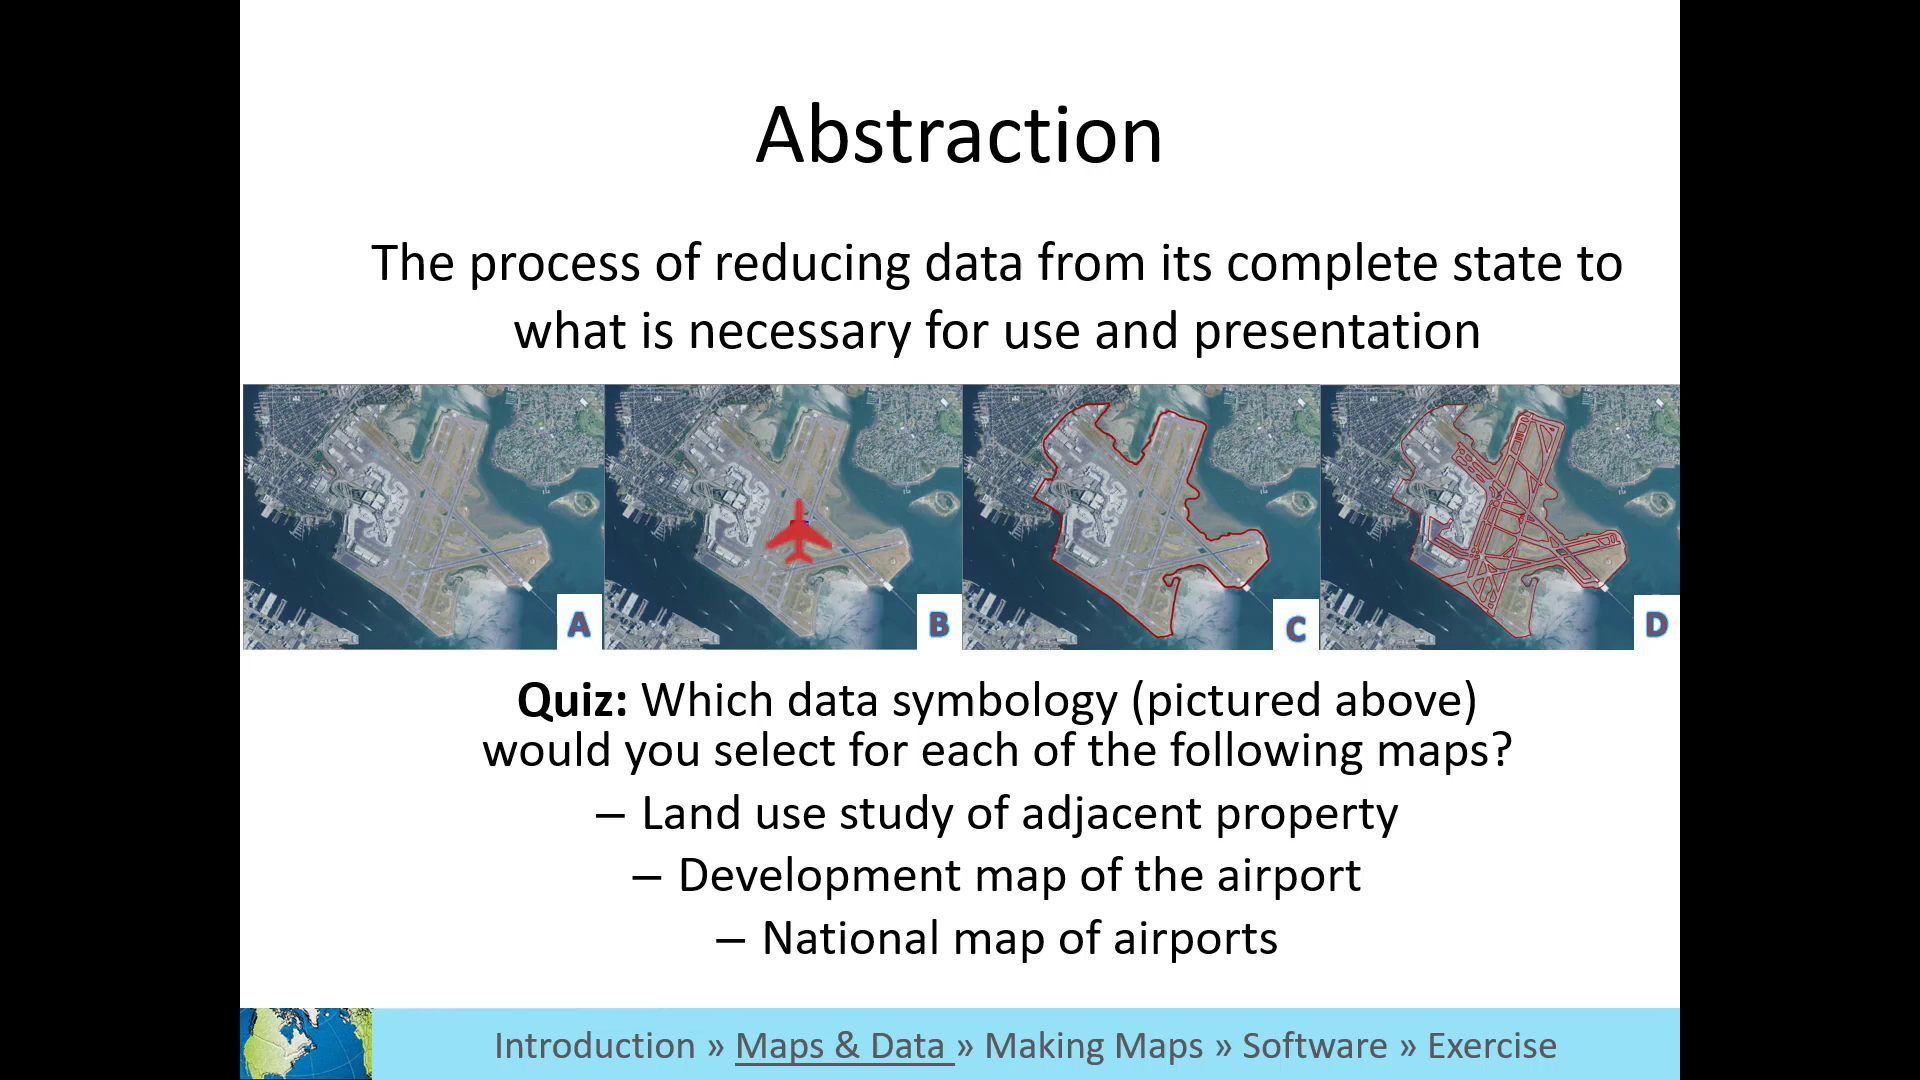 Abstraction
The process of reducing data from its complete state to
what is necessary for use and presentation
A
B
C
D
Quiz: Which data symbology (pictured above)
would you select for each of the following maps?
– Land use study of adjacent property
– Development map of the airport
– National map of airports
Introduction » Maps & Data » Making Maps » Software » Exercise